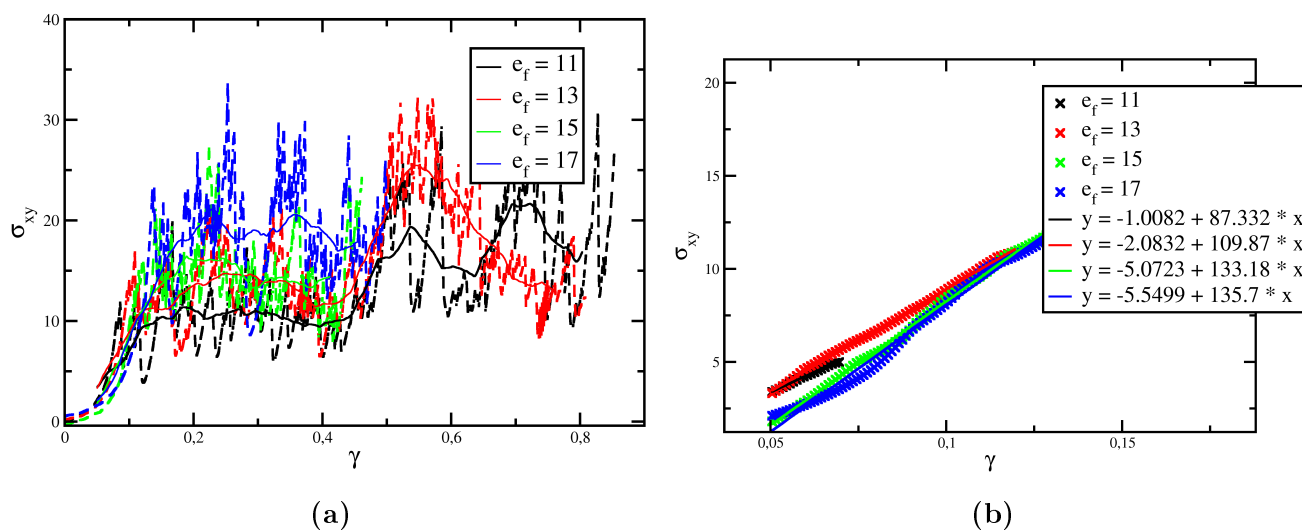 40
30
20
10
0
0
0,2
0,4
0,6
0,8
σxy
γ
ef = 11
ef = 13
ef = 15
ef = 17
(a)
20
15
10
5
0,05
0,1
0,15
σxy
γ
ef = 11
ef = 13
ef = 15
ef = 17
y = -1.0082 + 87.332 * x
y = -2.0832 + 109.87 * x
y = -5.0723 + 133.18 * x
y = -5.5499 + 135.7 * x
(b)